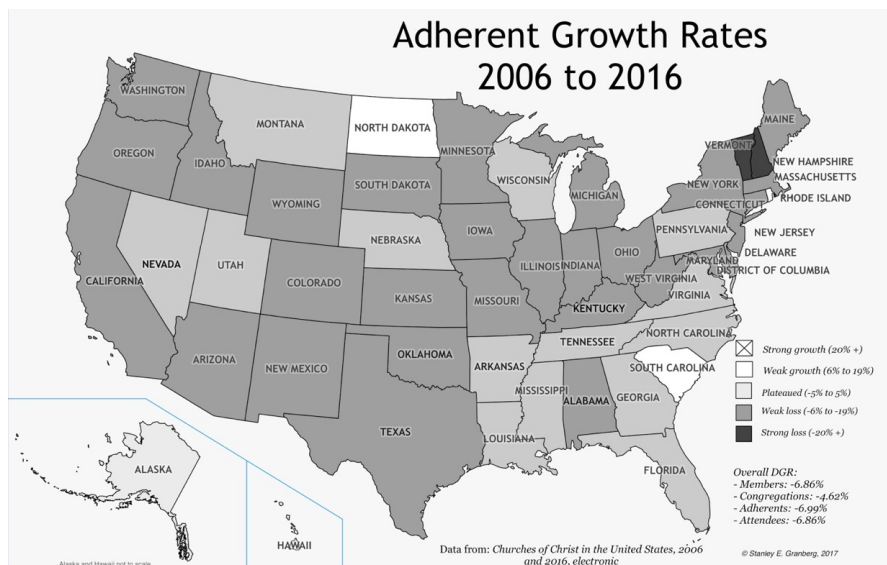 Adherent Growth Rates
2006 to 2016
WASHINGTON
MONTANA
NORTH DAKOTA
MINNESOTA
MAINE
VERMONT
NEW HAMPSHIRE
MASSACHUSETTS
OREGON
IDAHO
SOUTH DAKOTA
WISCONSIN
MICHIGAN
NEW YORK
CONNECTICUT
RHODE ISLAND
WYOMING
NEBRASKA
IOWA
PENNSYLVANIA
NEW JERSEY
NEVADA
UTAH
ILLINOIS
INDIANA
OHIO
MARYLAND
DELAWARE
DISTRICT OF COLUMBIA
CALIFORNIA
COLORADO
KANSAS
MISSOURI
WEST VIRGINIA
VIRGINIA
KENTUCKY
ARIZONA
NEW MEXICO
OKLAHOMA
ARKANSAS
TENNESSEE
NORTH CAROLINA
SOUTH CAROLINA
TEXAS
MISSISSIPPI
ALABAMA
GEORGIA
LOUISIANA
FLORIDA
ALASKA
HAWAII
Strong growth (20% +)
Weak growth (6% to 19%)
Plateaued (-5% to 5%)
Weak loss (-6% to -19%)
Strong loss (-20% +)
Overall DGR:
- Members: -6.86%
- Congregations: -4.62%
- Adherents: -6.99%
- Attendees: -6.86%
Data from: Churches of Christ in the United States, 2006
and 2016, electronic
© Stanley E. Granberg, 2017
Alaska and Hawaii not to scale